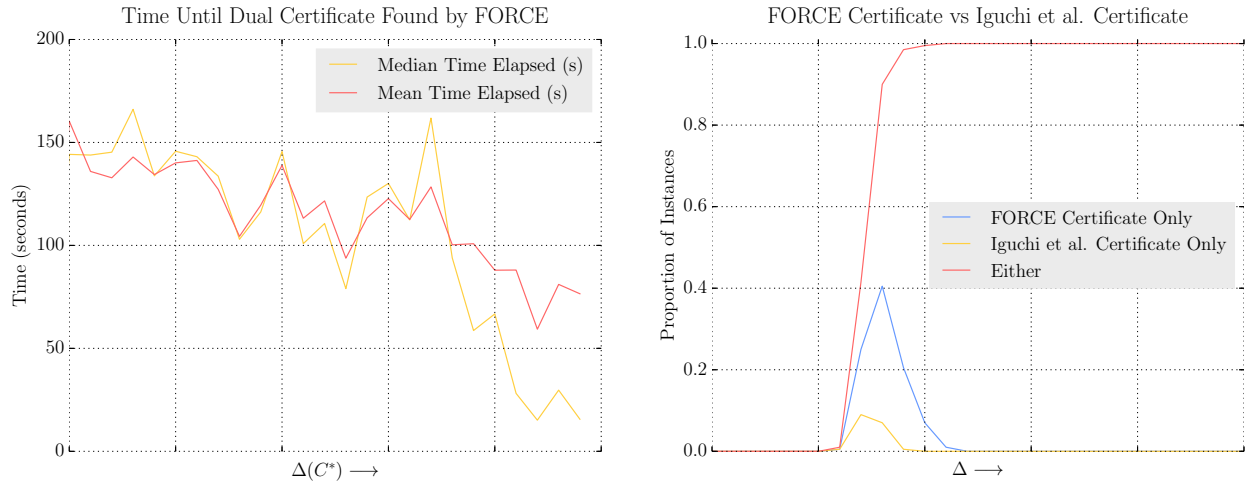 Time Until Dual Certificate Found by FORCE
200
150
100
50
0
Time (seconds)
Median Time Elapsed (s)
Mean Time Elapsed (s)
Δ(C*) ⟶
FORCE Certificate vs Iguchi et al. Certificate
1.0
0.8
0.6
0.4
0.2
0.0
Proportion of Instances
FORCE Certificate Only
Iguchi et al. Certificate Only
Either
Δ ⟶